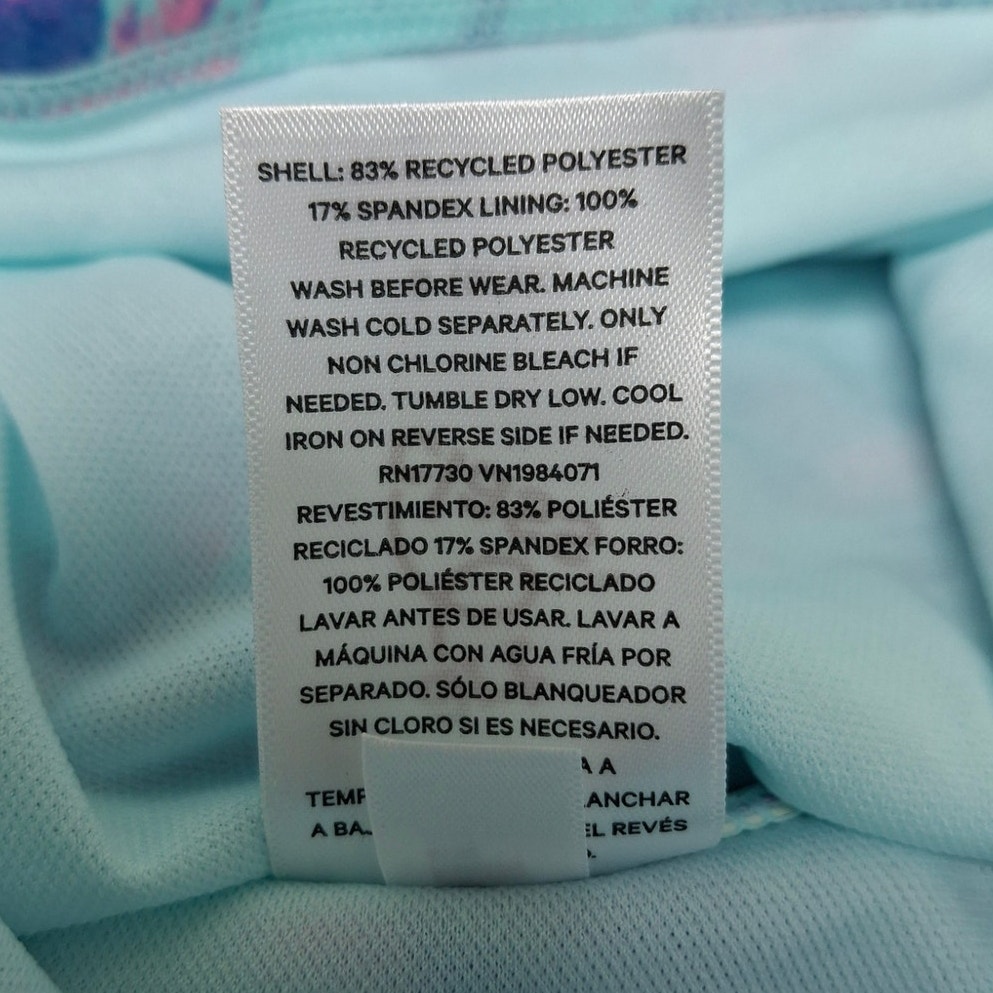 SHELL: 83% RECYCLED POLYESTER
17% SPANDEX LINING: 100%
RECYCLED POLYESTER
WASH BEFORE WEAR. MACHINE
WASH COLD SEPARATELY. ONLY
NON CHLORINE BLEACH IF
NEEDED. TUMBLE DRY LOW. COOL
IRON ON REVERSE SIDE IF NEEDED.
RN17730 VN1984071
REVESTIMIENTO: 83% POLIÉSTER
RECICLADO 17% SPANDEX FORRO:
100% POLIÉSTER RECICLADO
LAVAR ANTES DE USAR. LAVAR A
MÁQUINA CON AGUA FRÍA POR
SEPARADO. SÓLO BLANQUEADOR
SIN CLORO SI ES NECESARIO.
A
A REVÉS